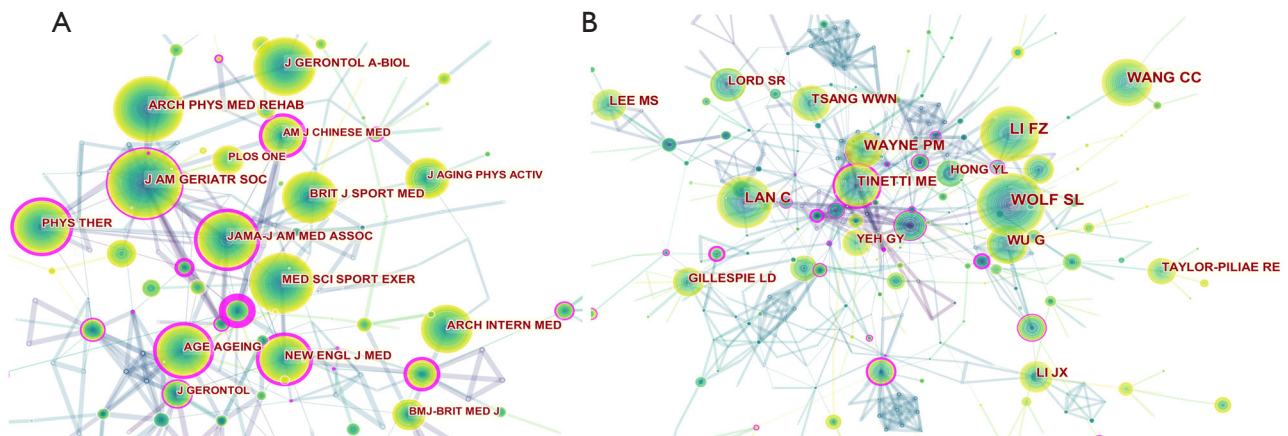 A
J GERONTOL A-BIOL
ARCH PHYS MED REHAB
AM J CHINESE MED
PLOS ONE
J AM GERIATR SOC
J AGING PHYS ACTIV
BRIT J SPORT MED
PHYS THER
JAMA-J AM MED ASSOC
MED SCI SPORT EXER
ARCH INTERN MED
AGE AGEING
NEW ENGL J MED
J GERONTOL
BMJ-BRIT MED J
B
LORD SR
WANG CC
LEE MS
TSANG WWN
LI FZ
WAYNE PM
HONG YL
TINETTI ME
LAN C
WOLF SL
YEH GY
WU G
GILLESPIE LD
TAYLOR-PILIAE RE
LI JX